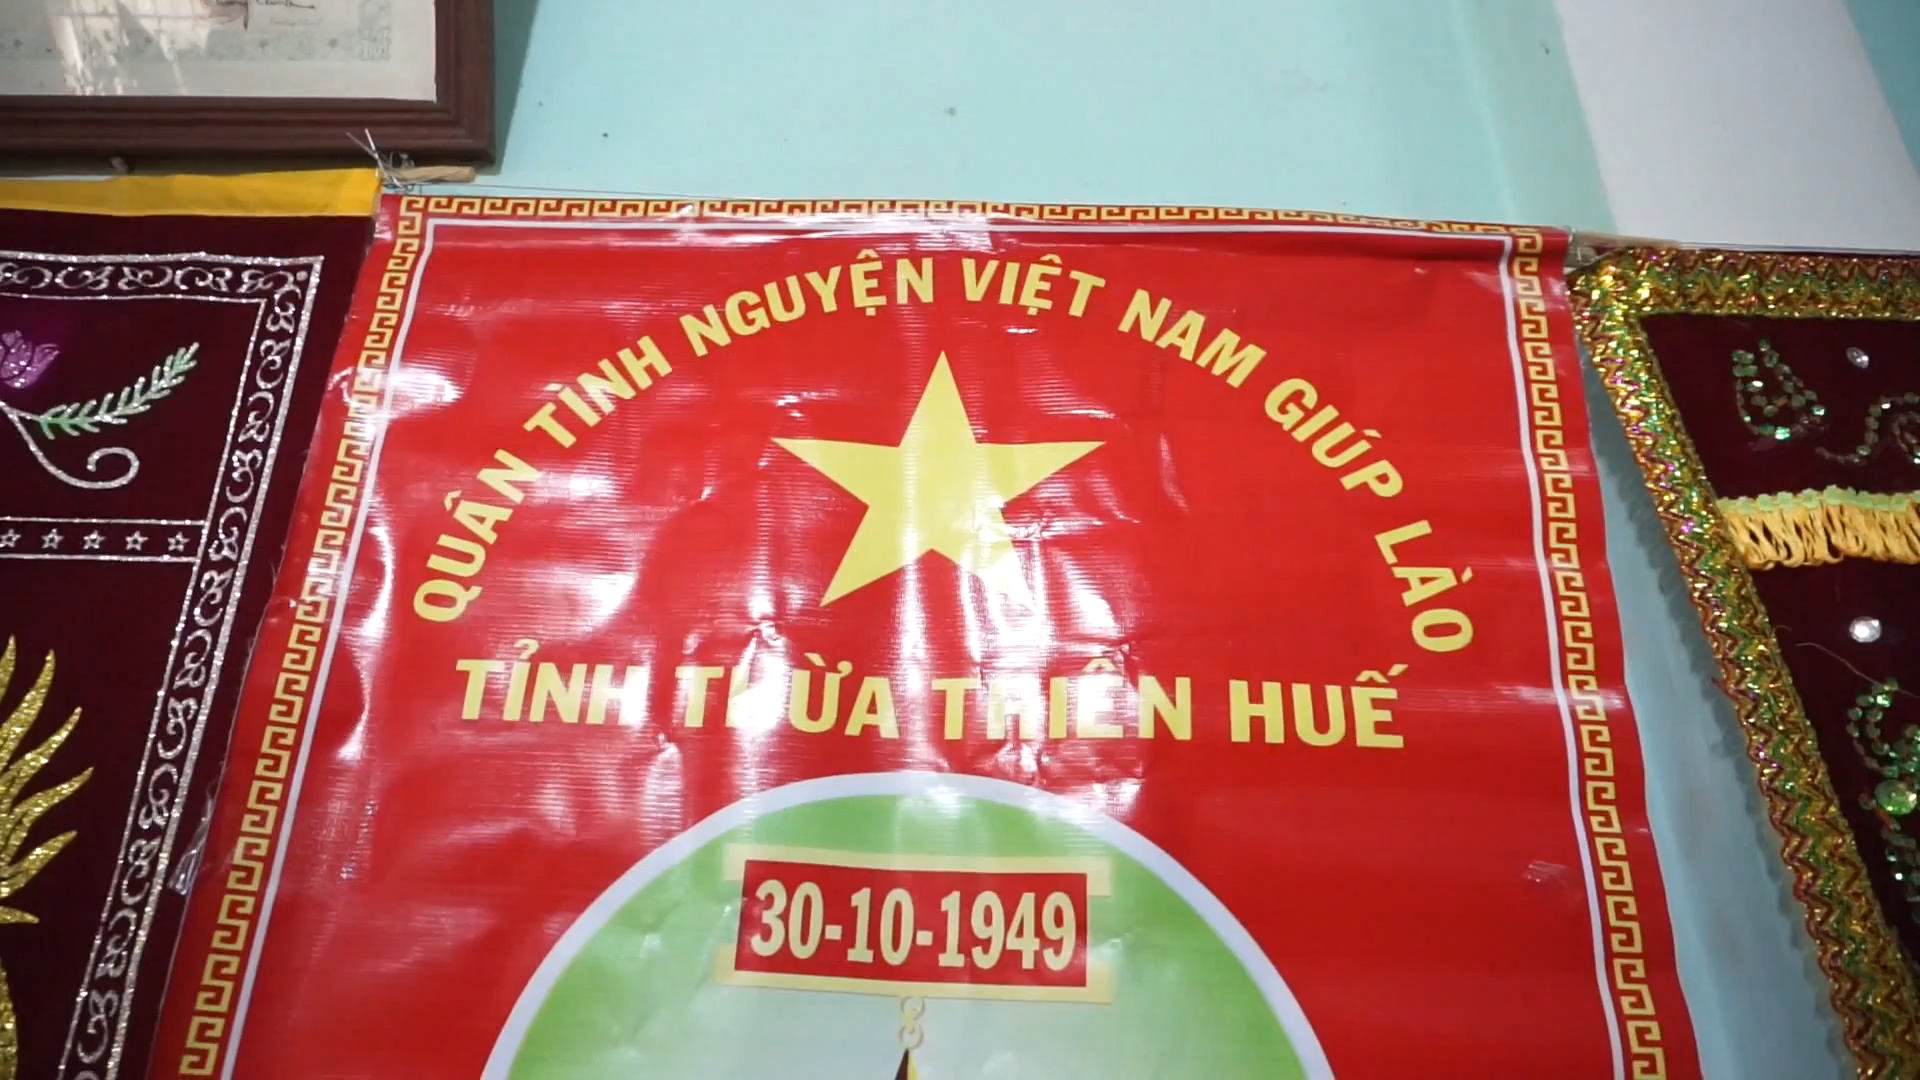 QUÂN TÌNH NGUYỆN VIỆT NAM GIÚP LÀO
TỈNH THỪA THIÊN HUẾ
30-10-1949